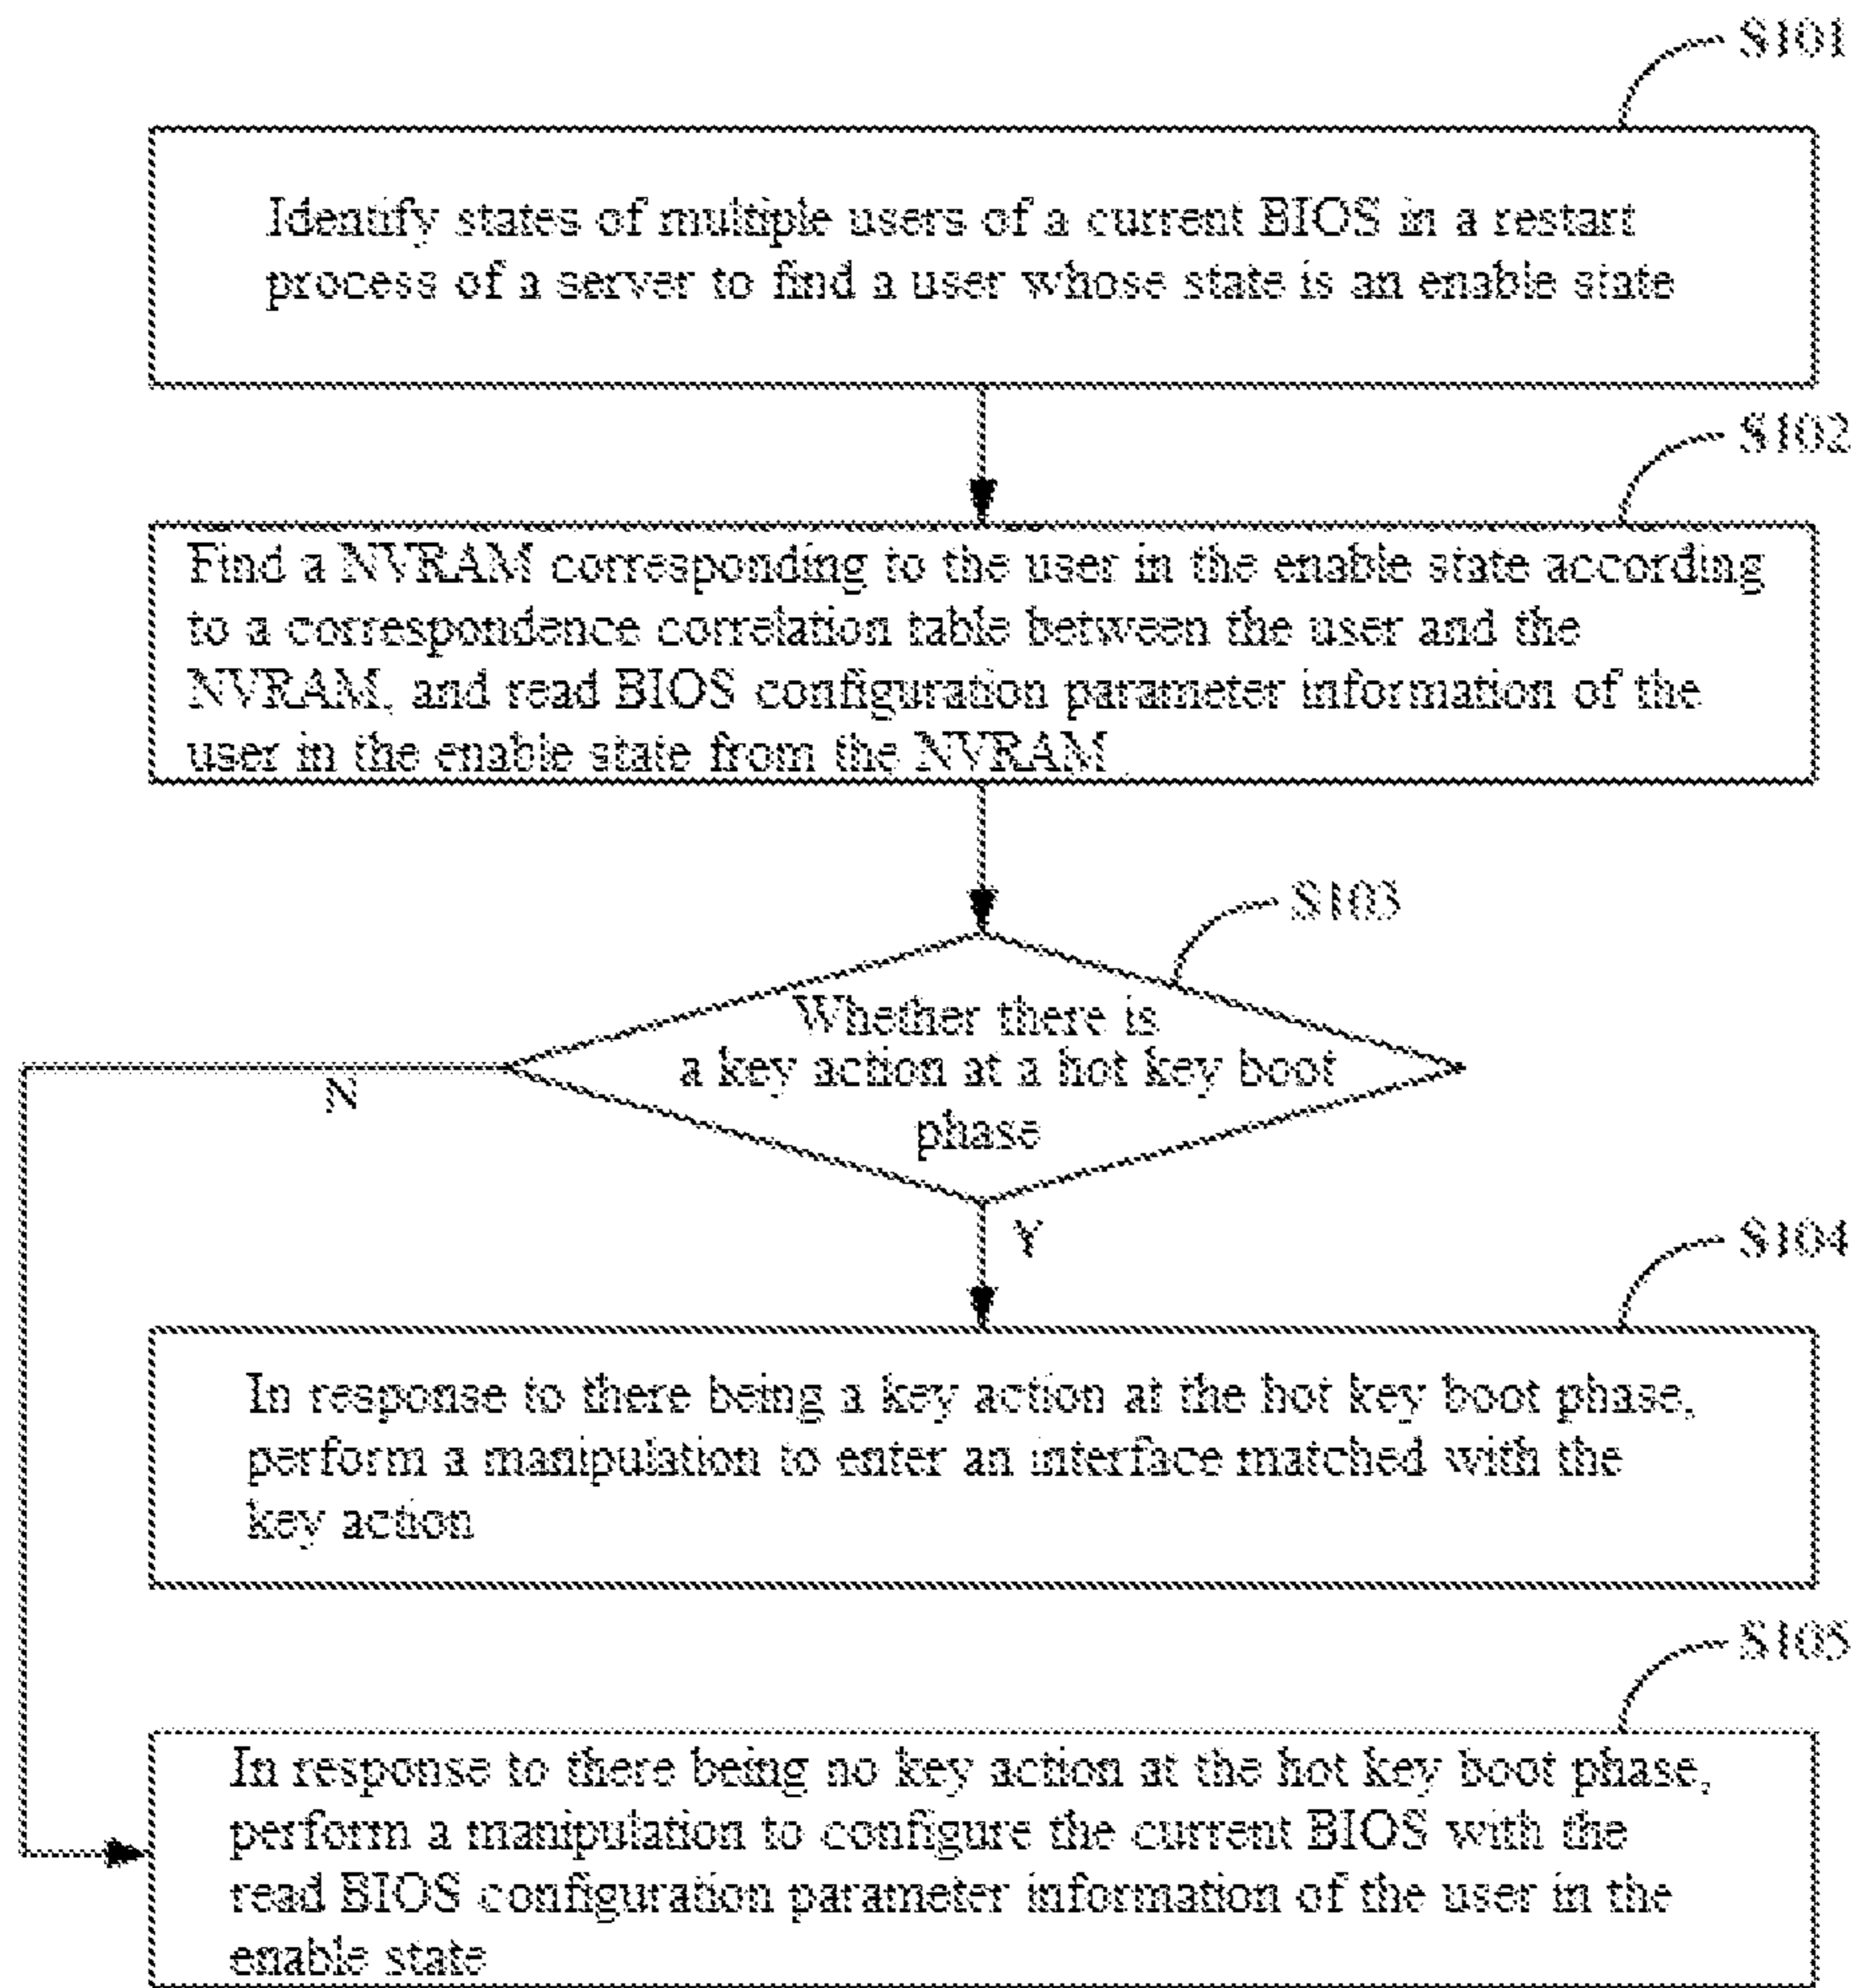 S101
Identify states of multiple users of a current BIOS in a restart
process of a server to find a user whose state is an enable state
S102
Find a NVRAM corresponding to the user in the enable state according
to a correspondence correlation table between the user and the
NVRAM, and read BIOS configuration parameter information of the
user in the enable state from the NVRAM
S103
Whether there is
a key action at a hot key boot
phase
N
Y
S104
In response to there being a key action at the hot key boot phase,
perform a manipulation to enter an interface matched with the
key action
S105
In response to there being no key action at the hot key boot phase,
perform a manipulation to configure the current BIOS with the
read BIOS configuration parameter information of the user in the
enable state